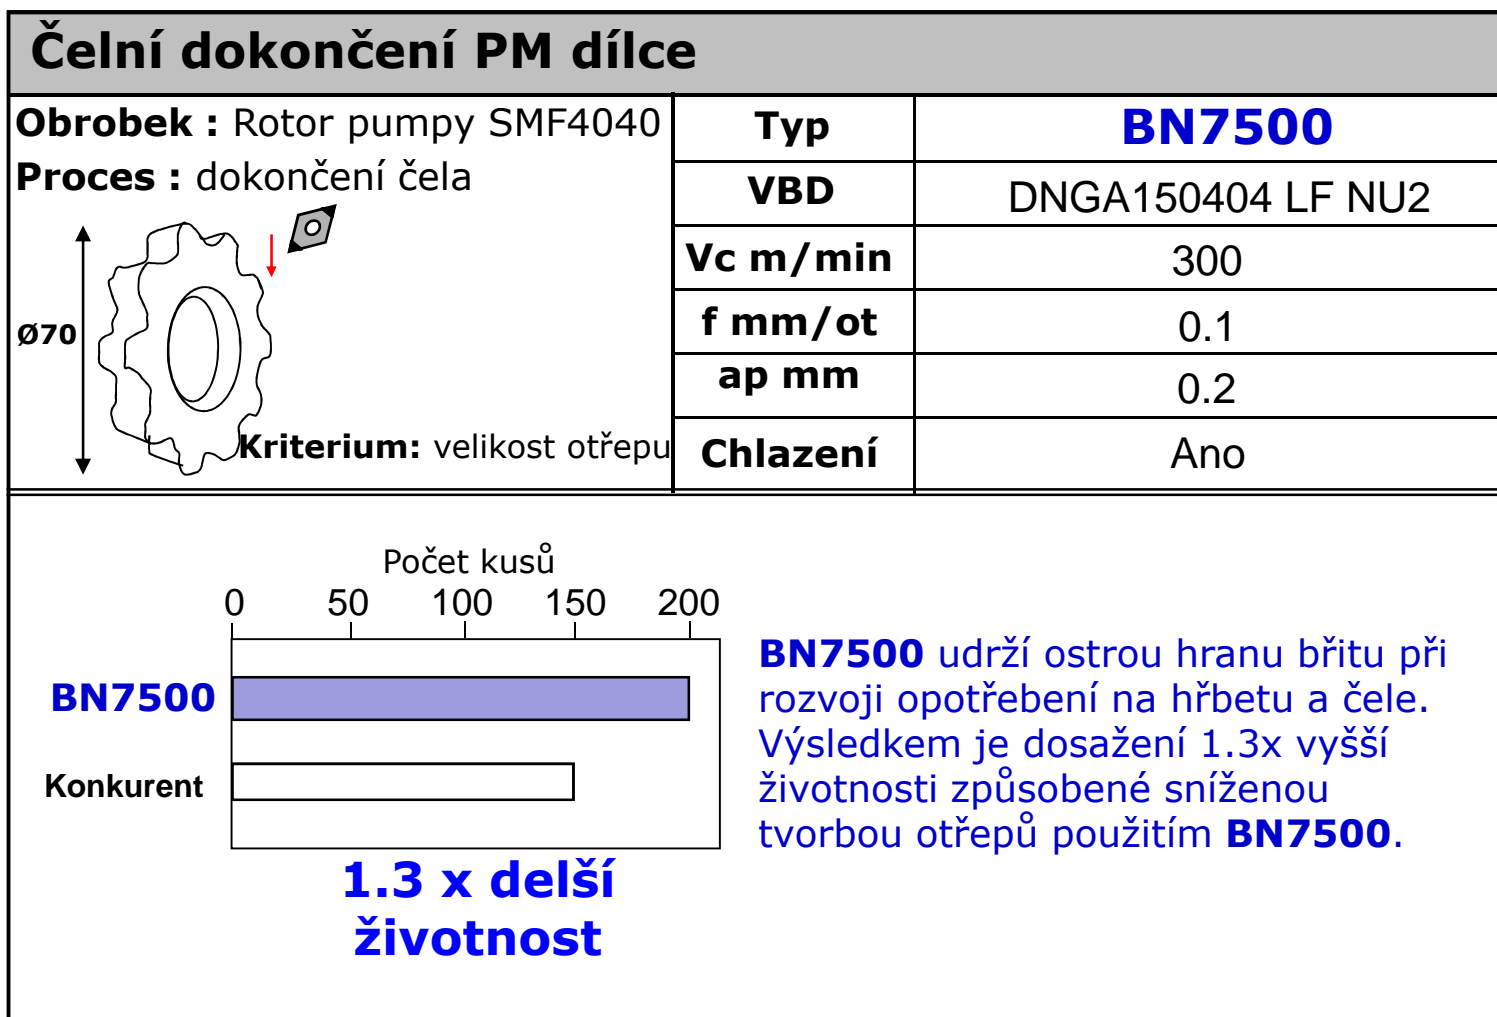 Čelní dokončení PM dílce
Obrobek : Rotor pumpy SMF4040
Proces : dokončení čela
Ø70
Kriterium: velikost otřepu
Typ BN7500
VBD DNGA150404 LF NU2
Vc m/min 300
f mm/ot 0.1
ap mm 0.2
Chlazení Ano
Počet kusů
0 50 100 150 200
BN7500
Konkurent
1.3 x delší
životnost
BN7500 udrží ostrou hranu břitu při
rozvoji opotřebení na hřbetu a čele.
Výsledkem je dosažení 1.3x vyšší
životnosti způsobené sníženou
tvorbou otřepů použitím BN7500.